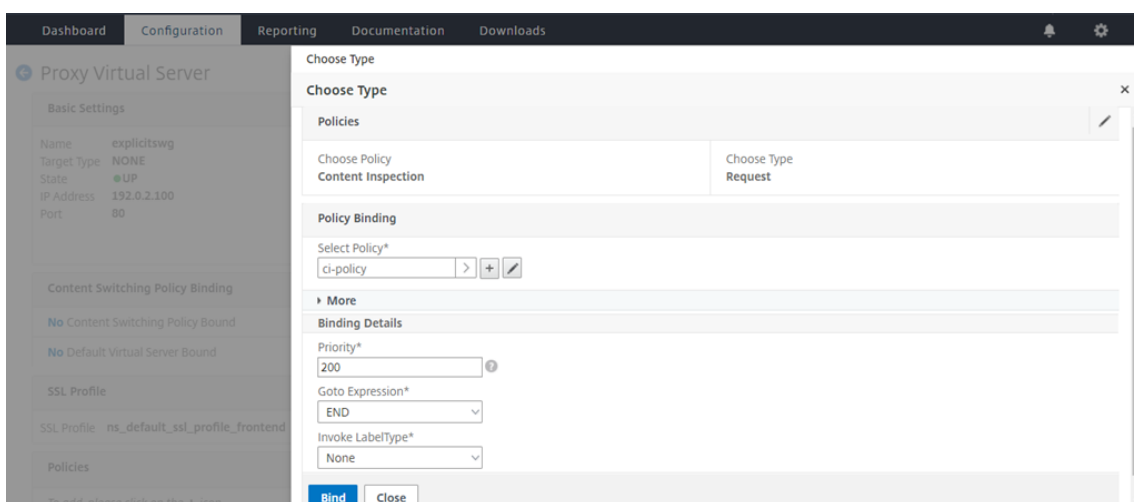 Dashboard Configuration Reporting Documentation Downloads
Proxy Virtual Server
Basic Settings
Name explicitswg
Target Type NONE
State UP
IP Address 192.0.2.100
Port 80
Content Switching Policy Binding
No Content Switching Policy Bound
No Default Virtual Server Bound
SSL Profile
SSL Profile ns_default_ssl_profile_frontend
Policies
Choose Type
Choose Type
Policies
Choose Policy Choose Type
Content Inspection Request
Policy Binding
Select Policy*
ci-policy
More
Binding Details
Priority*
200
Goto Expression*
END
Invoke LabelType*
None
Bind Close